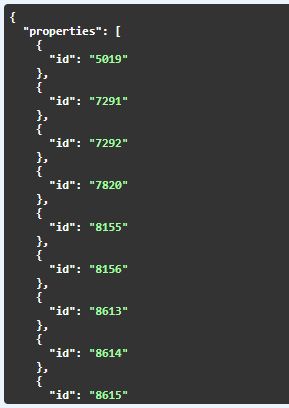 {
  "properties": [
    {
      "id": "5019"
    },
    {
      "id": "7291"
    },
    {
      "id": "7292"
    },
    {
      "id": "7820"
    },
    {
      "id": "8155"
    },
    {
      "id": "8156"
    },
    {
      "id": "8613"
    },
    {
      "id": "8614"
    },
    {
      "id": "8615"